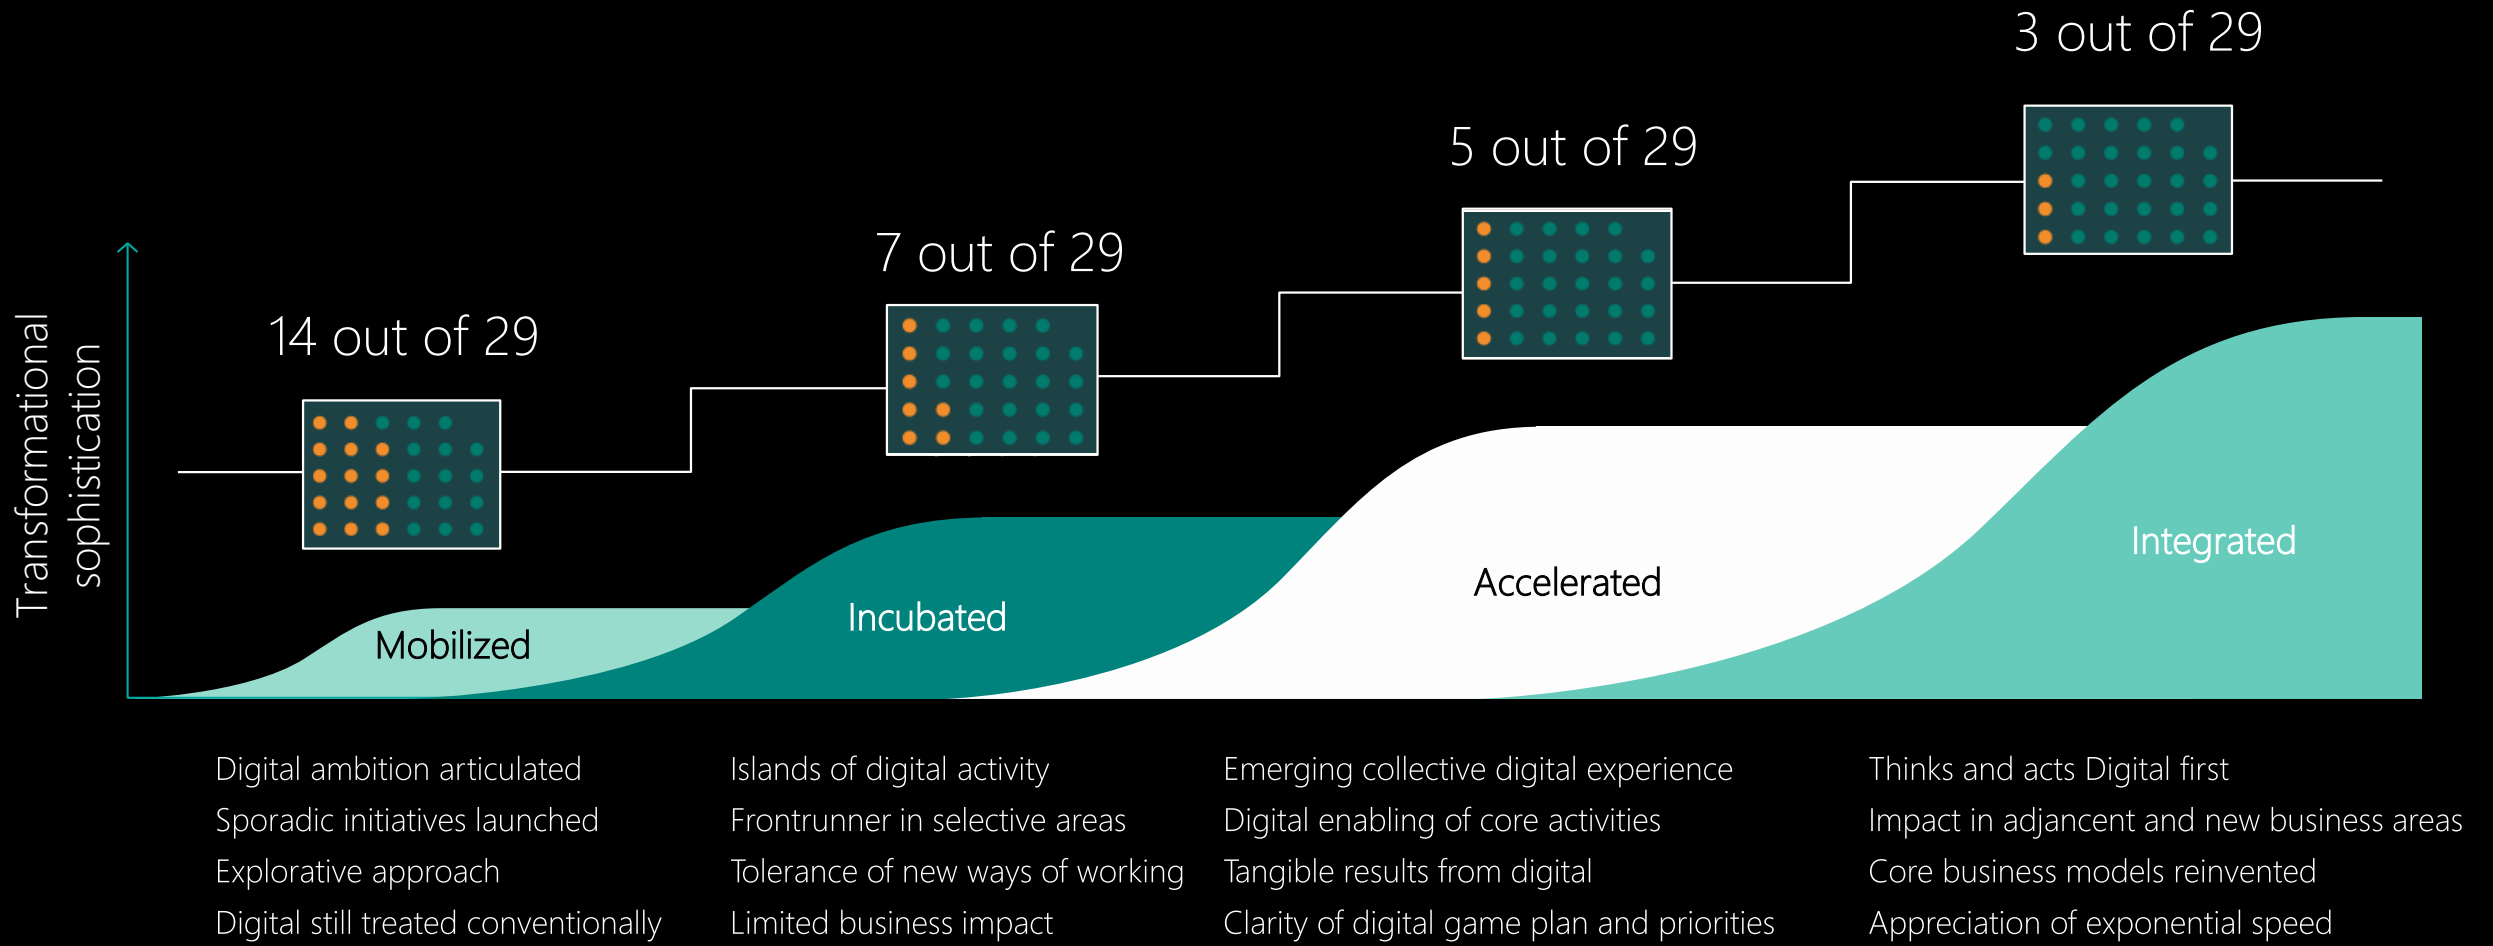 3 out of 29
5 out of 29
7 out of 29
14 out of 29
Transformational
sophistication
Mobilized
Incubated
Accelerated
Integrated
Digital ambition articulated
Sporadic initiatives launched
Explorative approach
Digital still treated conventionally
Islands of digital activity
Frontrunner in selective areas
Tolerance of new ways of working
Limited business impact
Emerging collective digital experience
Digital enabling of core activities
Tangible results from digital
Clarity of digital game plan and priorities
Thinks and acts Digital first
Impact in adjancent and new business areas
Core business models reinvented
Appreciation of exponential speed